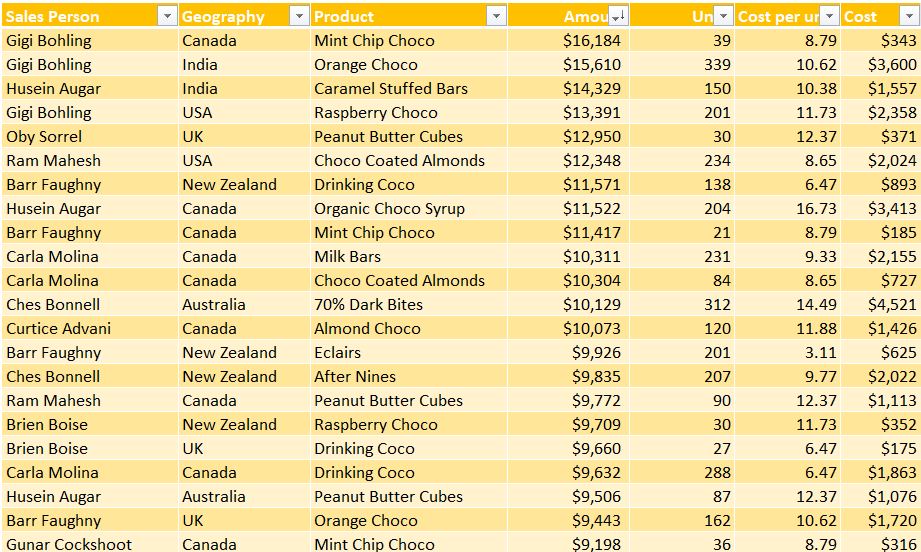 Sales Person Geography Product Amou Un Cost per un Cost
Gigi Bohling Canada Mint Chip Choco $16,184 39 8.79 $343
Gigi Bohling India Orange Choco $15,610 339 10.62 $3,600
Husein Augar India Caramel Stuffed Bars $14,329 150 10.38 $1,557
Gigi Bohling USA Raspberry Choco $13,391 201 11.73 $2,358
Oby Sorrel UK Peanut Butter Cubes $12,950 30 12.37 $371
Ram Mahesh USA Choco Coated Almonds $12,348 234 8.65 $2,024
Barr Faughny New Zealand Drinking Coco $11,571 138 6.47 $893
Husein Augar Canada Organic Choco Syrup $11,522 204 16.73 $3,413
Barr Faughny Canada Mint Chip Choco $11,417 21 8.79 $185
Carla Molina Canada Milk Bars $10,311 231 9.33 $2,155
Carla Molina Canada Choco Coated Almonds $10,304 84 8.65 $727
Ches Bonnell Australia 70% Dark Bites $10,129 312 14.49 $4,521
Curtice Advani Canada Almond Choco $10,073 120 11.88 $1,426
Barr Faughny New Zealand Eclairs $9,926 201 3.11 $625
Ches Bonnell New Zealand After Nines $9,835 207 9.77 $2,022
Ram Mahesh Canada Peanut Butter Cubes $9,772 90 12.37 $1,113
Brien Boise New Zealand Raspberry Choco $9,709 30 11.73 $352
Brien Boise UK Drinking Coco $9,660 27 6.47 $175
Carla Molina Canada Drinking Coco $9,632 288 6.47 $1,863
Husein Augar Australia Peanut Butter Cubes $9,506 87 12.37 $1,076
Barr Faughny UK Orange Choco $9,443 162 10.62 $1,720
Gunar Cockshoot Canada Mint Chip Choco $9,198 36 8.79 $316